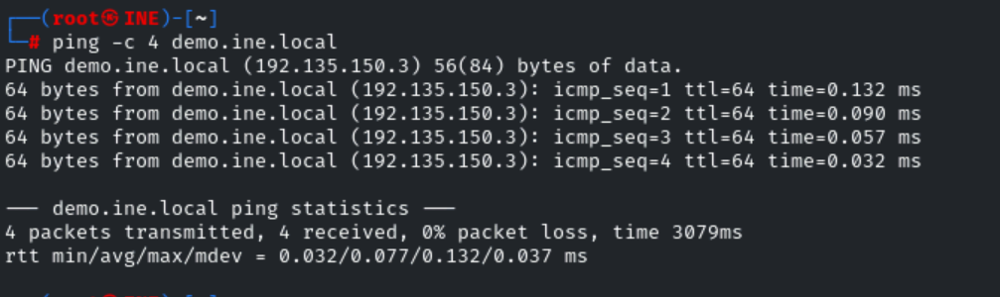 ┌──(root㉿INE)-[~]
└─# ping -c 4 demo.ine.local
PING demo.ine.local (192.135.150.3) 56(84) bytes of data.
64 bytes from demo.ine.local (192.135.150.3): icmp_seq=1 ttl=64 time=0.132 ms
64 bytes from demo.ine.local (192.135.150.3): icmp_seq=2 ttl=64 time=0.090 ms
64 bytes from demo.ine.local (192.135.150.3): icmp_seq=3 ttl=64 time=0.057 ms
64 bytes from demo.ine.local (192.135.150.3): icmp_seq=4 ttl=64 time=0.032 ms
--- demo.ine.local ping statistics ---
4 packets transmitted, 4 received, 0% packet loss, time 3079ms
rtt min/avg/max/mdev = 0.032/0.077/0.132/0.037 ms